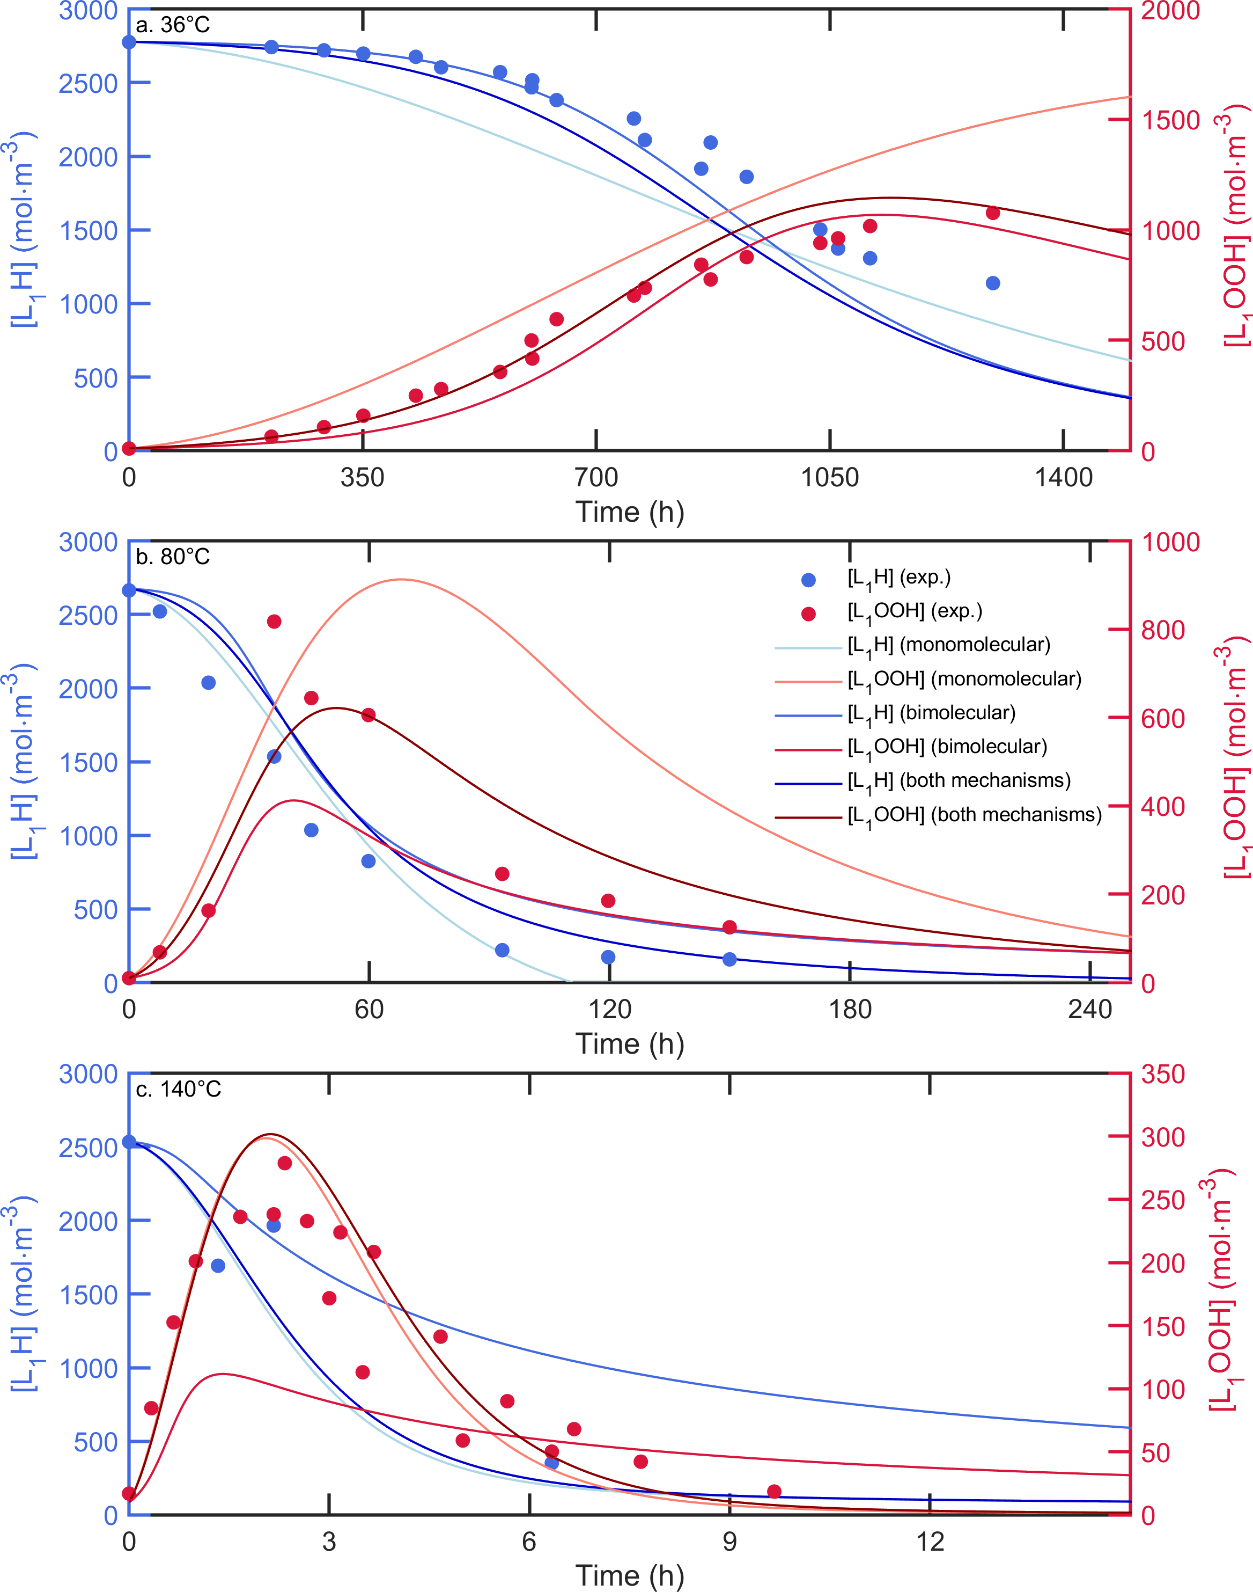 a. 36°C
3000
2500
2000
1500
1000
500
0
[L1H] (mol·m-3)
2000
1500
1000
500
0
[L1OOH] (mol·m-3)
0 350 700 1050 1400
Time (h)
b. 80°C
3000
2500
2000
1500
1000
500
0
[L1H] (mol·m-3)
[L1H] (exp.)
[L1OOH] (exp.)
[L1H] (monomolecular)
[L1OOH] (monomolecular)
[L1H] (bimolecular)
[L1OOH] (bimolecular)
[L1H] (both mechanisms)
[L1OOH] (both mechanisms)
1000
800
600
400
200
0
[L1OOH] (mol·m-3)
0 60 120 180 240
Time (h)
c. 140°C
3000
2500
2000
1500
1000
500
0
[L1H] (mol·m-3)
350
300
250
200
150
100
50
0
[L1OOH] (mol·m-3)
0 3 6 9 12
Time (h)